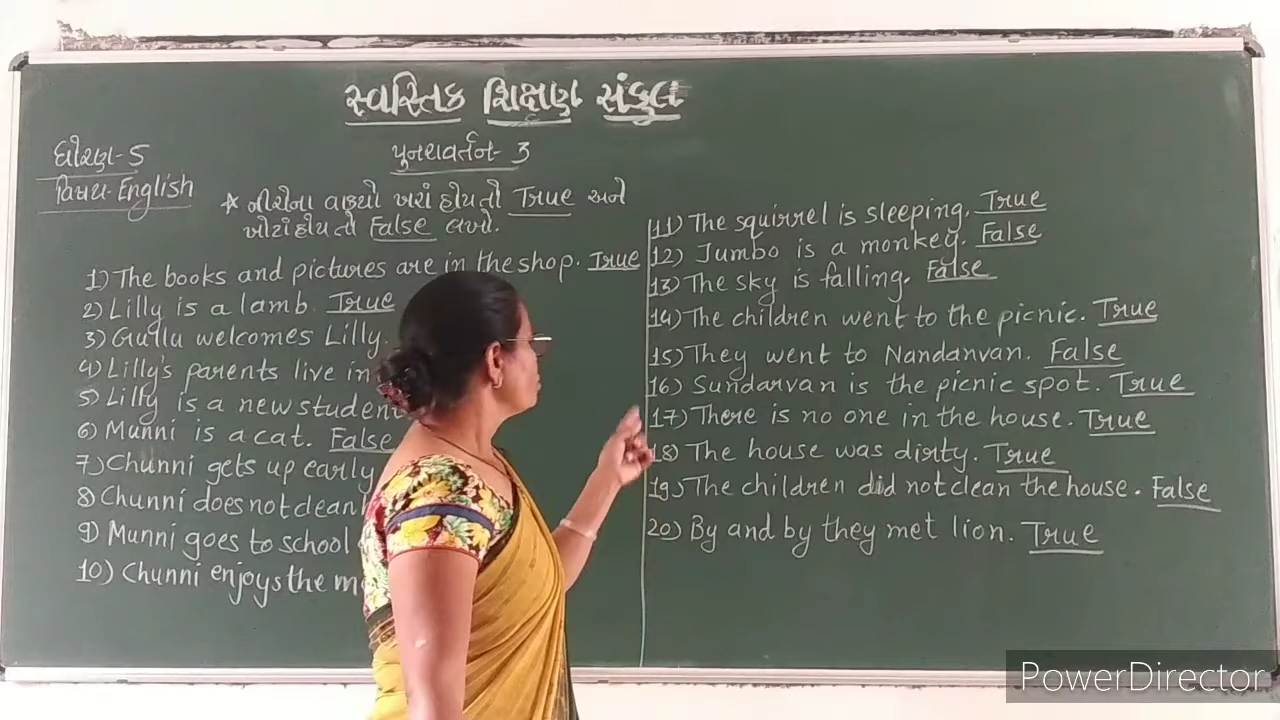 સ્વસ્તિક શિક્ષણ સંકુલ
ધોરણ-5
પુનરાવર્તન-3
વિષય-English
* નીચેના વાક્યો ખરાં હોય તો True અને
ખોટાં હોય તો False લખો.
1) The books and pictures are in the shop. True
2) Lilly is a lamb. True
3) Gullu welcomes Lilly.
4) Lilly's parents live in
5) Lilly is a new student
6) Munni is a cat. False
7) Chunni gets up early
8) Chunni does not clean
9) Munni goes to school
10) Chunni enjoys the
11) The squirrel is sleeping. True
12) Jumbo is a monkey. False
13) The sky is falling. False
14) The children went to the picnic. True
15) They went to Nandanvan. False
16) Sundarvan is the picnic spot. True
17) There is no one in the house. True
18) The house was dirty. True
19) The children did not clean the house. False
20) By and by they met lion. True
PowerDirector